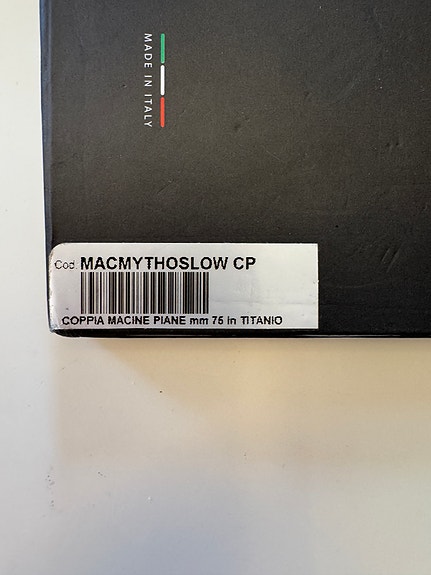 MADE IN ITALY
Cod. MACMYTHOSLOW CP
COPPIA MACINE PIANE mm 75 in TITANIO